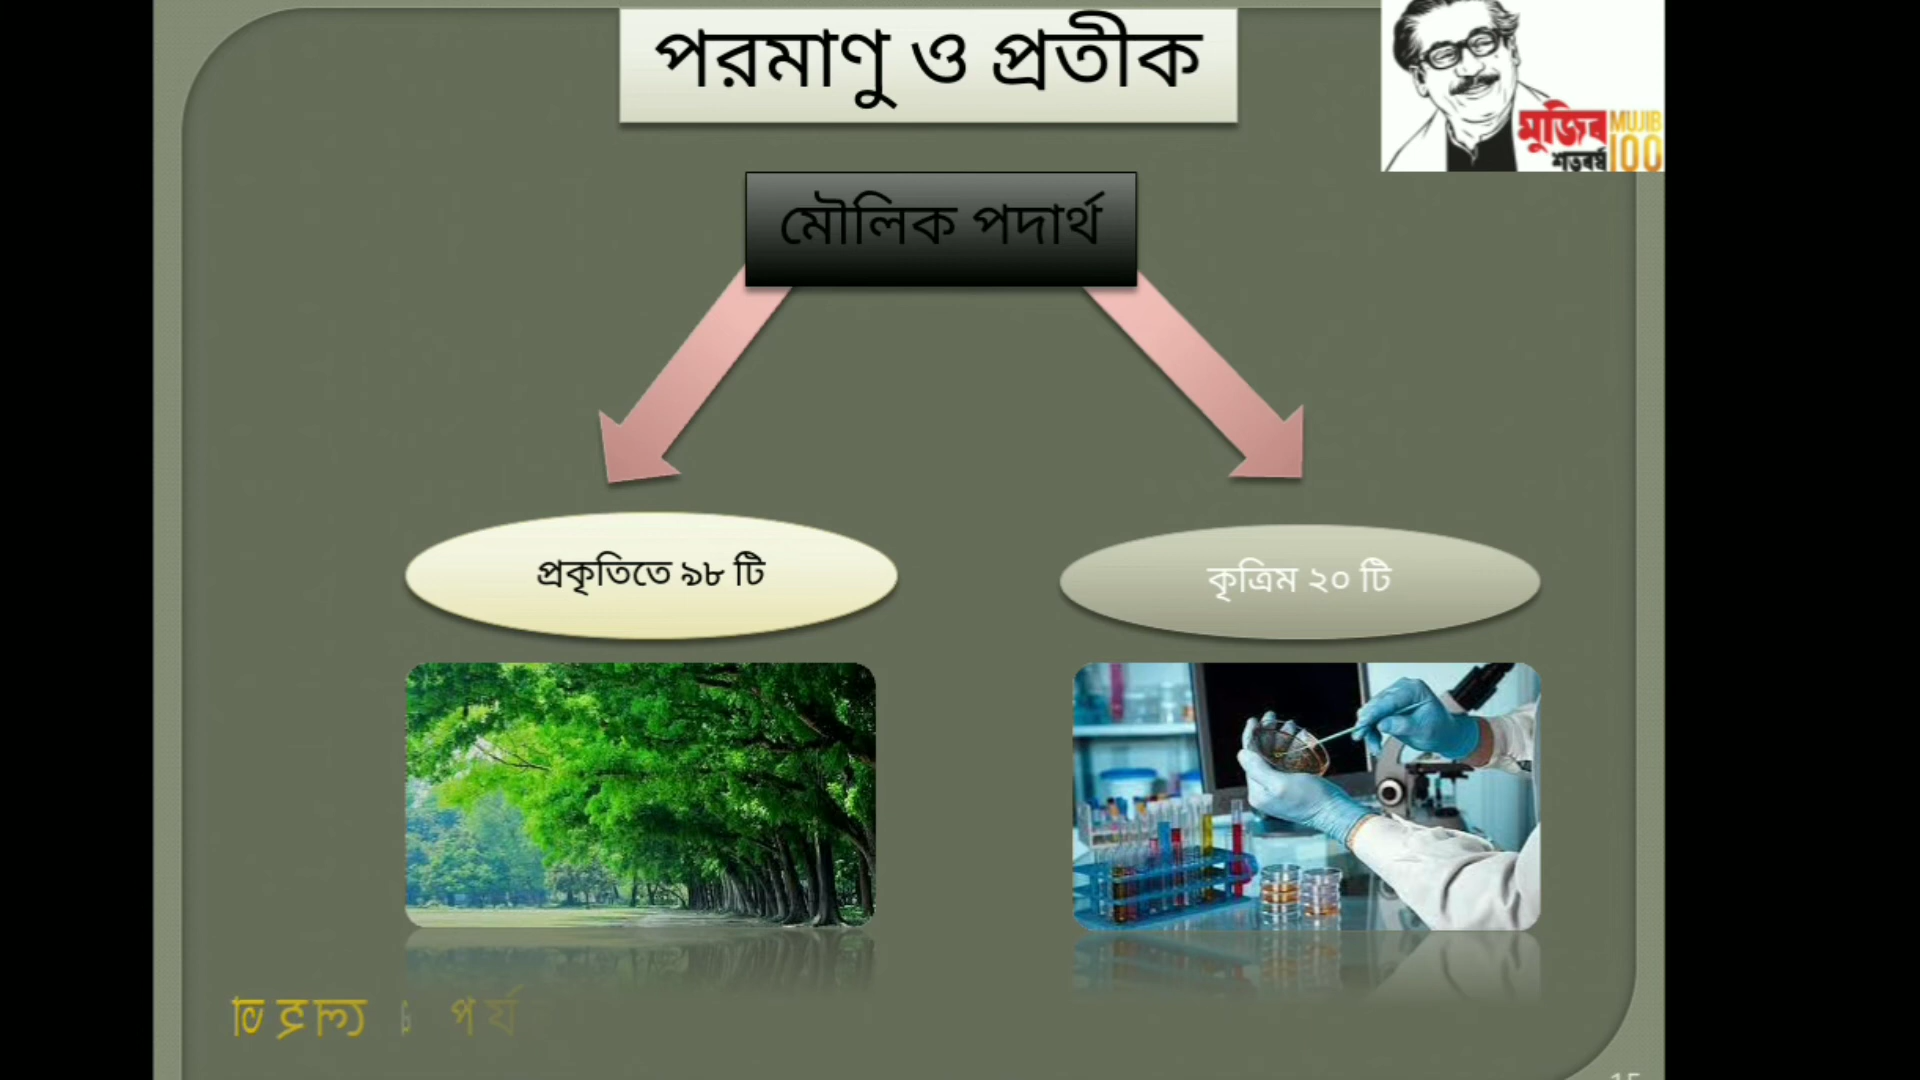 পরমাণু ও প্রতীক
মুজিব
শতবর্ষ
MUJIB
100
মৌলিক পদার্থ
প্রকৃতিতে ৯৮ টি
কৃত্রিম ২০ টি